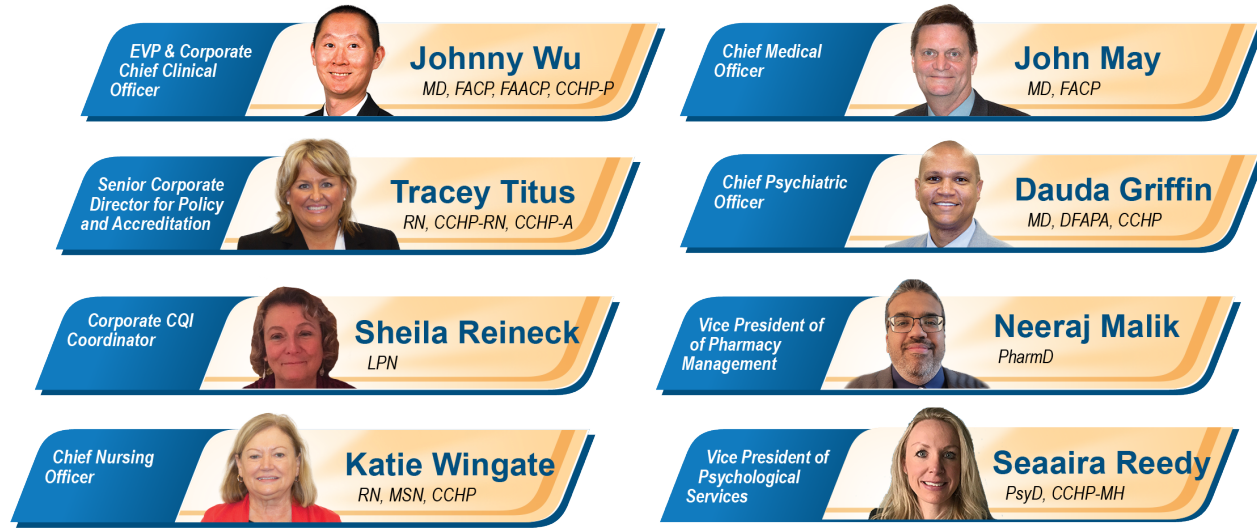 EVP & Corporate
Chief Clinical
Officer
Johnny Wu
MD, FACP, FAACP, CCHP-P
Chief Medical
Officer
John May
MD, FACP
Senior Corporate
Director for Policy
and Accreditation
Tracey Titus
RN, CCHP-RN, CCHP-A
Chief Psychiatric
Officer
Dauda Griffin
MD, DFAPA, CCHP
Corporate CQI
Coordinator
Sheila Reineck
LPN
Vice President of
of Pharmacy
Management
Neeraj Malik
PharmD
Chief Nursing
Officer
Katie Wingate
RN, MSN, CCHP
Vice President of
Psychological
Services
Seaaira Reedy
PsyD, CCHP-MH